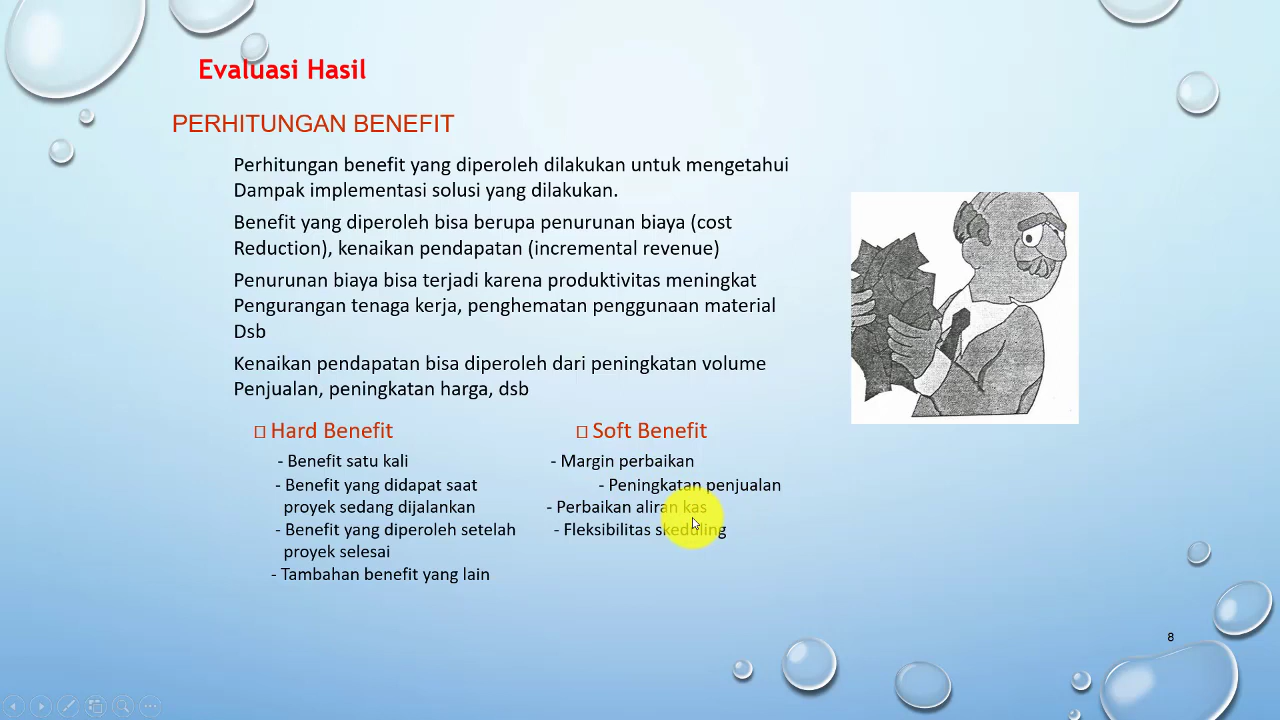 Evaluasi Hasil
PERHITUNGAN BENEFIT
Perhitungan benefit yang diperoleh dilakukan untuk mengetahui
Dampak implementasi solusi yang dilakukan.
Benefit yang diperoleh bisa berupa penurunan biaya (cost
Reduction), kenaikan pendapatan (incremental revenue)
Penurunan biaya bisa terjadi karena produktivitas meningkat
Pengurangan tenaga kerja, penghematan penggunaan material
Dsb
Kenaikan pendapatan bisa diperoleh dari peningkatan volume
Penjualan, peningkatan harga, dsb
Hard Benefit
- Benefit satu kali
- Benefit yang didapat saat
proyek sedang dijalankan
- Benefit yang diperoleh setelah
proyek selesai
- Tambahan benefit yang lain
Soft Benefit
- Margin perbaikan
- Peningkatan penjualan
- Perbaikan aliran kas
- Fleksibilitas skeduling
8